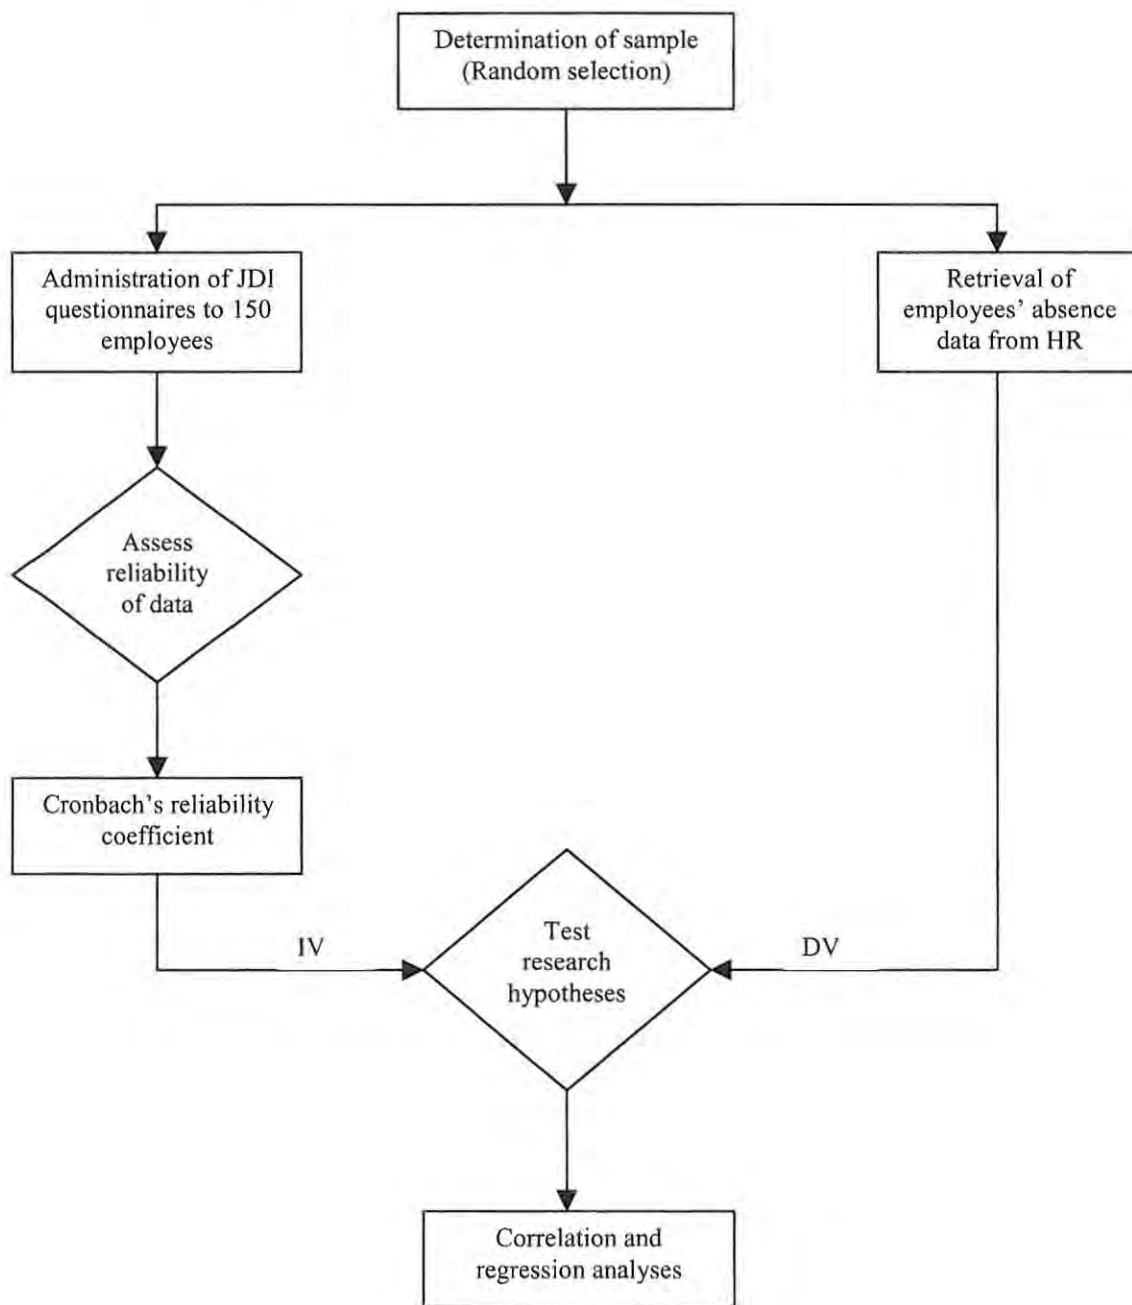 Determination of sample
(Random selection)
Administration of JDI
questionnaires to 150
employees
Retrieval of
employees’ absence
data from HR
Assess
reliability
of data
Cronbach’s reliability
coefficient
IV
Test
research
hypotheses
DV
Correlation and
regression analyses